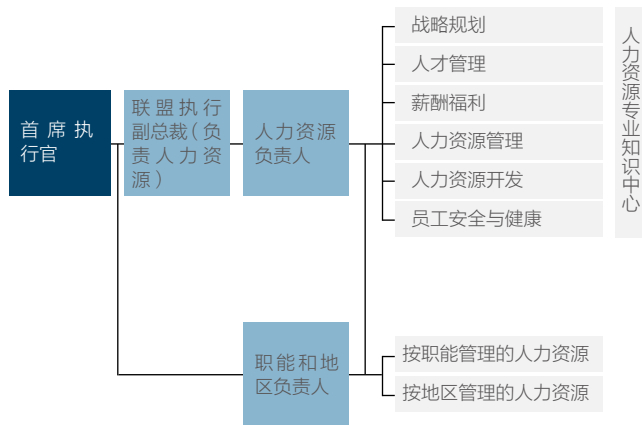 首席执
行官
联盟执行
副总裁(负
责人力资
源)
人力资源
负责人
战略规划
人才管理
薪酬福利
人力资源管理
人力资源开发
员工安全与健康
人力资源专业知识中心
职能和地
区负责人
按职能管理的人力资源
按地区管理的人力资源